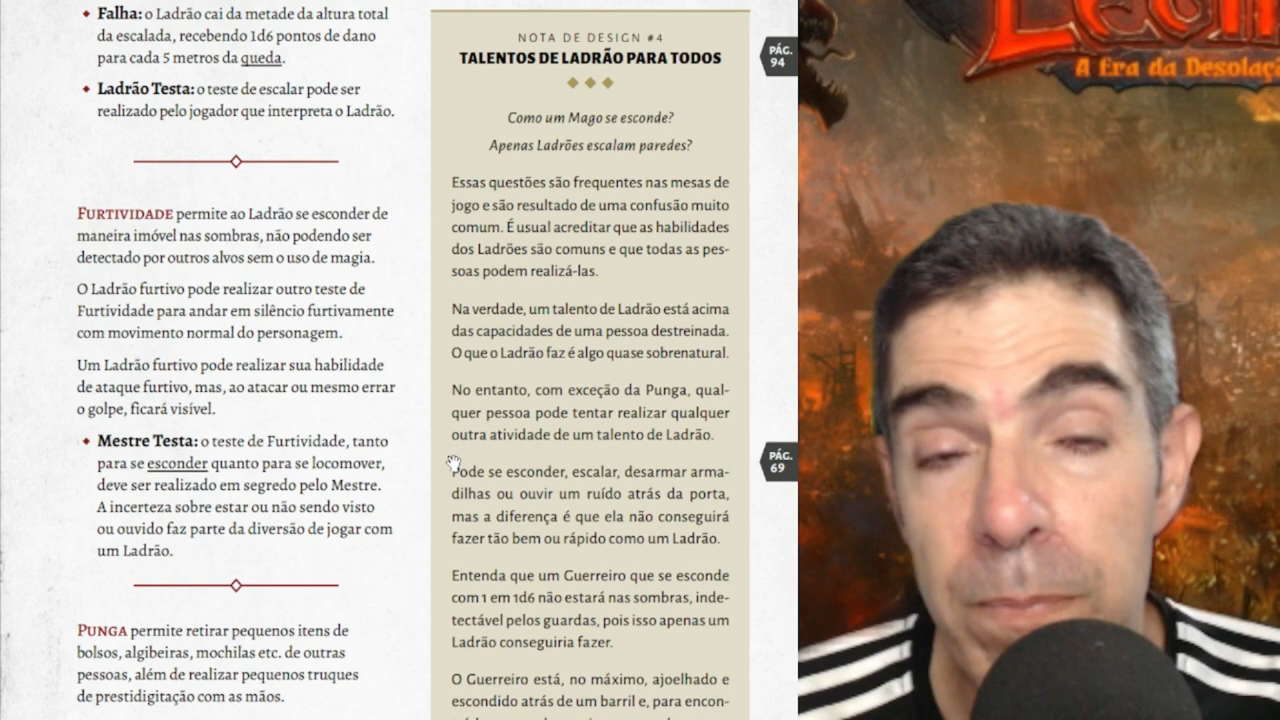 Falha: o Ladrão cai da metade da altura total
da escalada, recebendo 1d6 pontos de dano
para cada 5 metros da queda.
Ladrão Testa: o teste de escalar pode ser
realizado pelo jogador que interpreta o Ladrão.
FURTIVIDADE permite ao Ladrão se esconder de
maneira imóvel nas sombras, não podendo ser
detectado por outros alvos sem o uso de magia.
O Ladrão furtivo pode realizar outro teste de
Furtividade para andar em silêncio furtivamente
com movimento normal do personagem.
Um Ladrão furtivo pode realizar sua habilidade
de ataque furtivo, mas, ao atacar ou mesmo errar
o golpe, ficará visível.
Mestre Testa: o teste de Furtividade, tanto
para se esconder quanto para se locomover,
deve ser realizado em segredo pelo Mestre.
A incerteza sobre estar ou não sendo visto
ou ouvido faz parte da diversão de jogar com
um Ladrão.
PUNGA permite retirar pequenos itens de
bolsos, algibeiras, mochilas etc. de outras
pessoas, além de realizar pequenos truques
de prestidigitação com as mãos.
NOTA DE DESIGN #4
TALENTOS DE LADRÃO PARA TODOS
Como um Mago se esconde?
Apenas Ladrões escalam paredes?
Essas questões são frequentes nas mesas de
jogo e são resultado de uma confusão muito
comum. É usual acreditar que as habilidades
dos Ladrões são comuns e que todas as pes-
soas podem realizá-las.
Na verdade, um talento de Ladrão está acima
das capacidades de uma pessoa destreinada.
O que o Ladrão faz é algo quase sobrenatural.
No entanto, com exceção da Punga, qual-
quer pessoa pode tentar realizar qualquer
outra atividade de um talento de Ladrão.
Pode se esconder, escalar, desarmar arma-
dilhas ou ouvir um ruído atrás da porta,
mas a diferença é que ela não conseguirá
fazer tão bem ou rápido como um Ladrão.
Entenda que um Guerreiro que se esconde
com 1 em 1d6 não estará nas sombras, inde-
tectável pelos guardas, pois isso apenas um
Ladrão conseguiria fazer.
O Guerreiro está, no máximo, ajoelhado e
escondido atrás de um barril e, para encon-
PÁG.
94
PÁG.
69
A Era da Desolaç